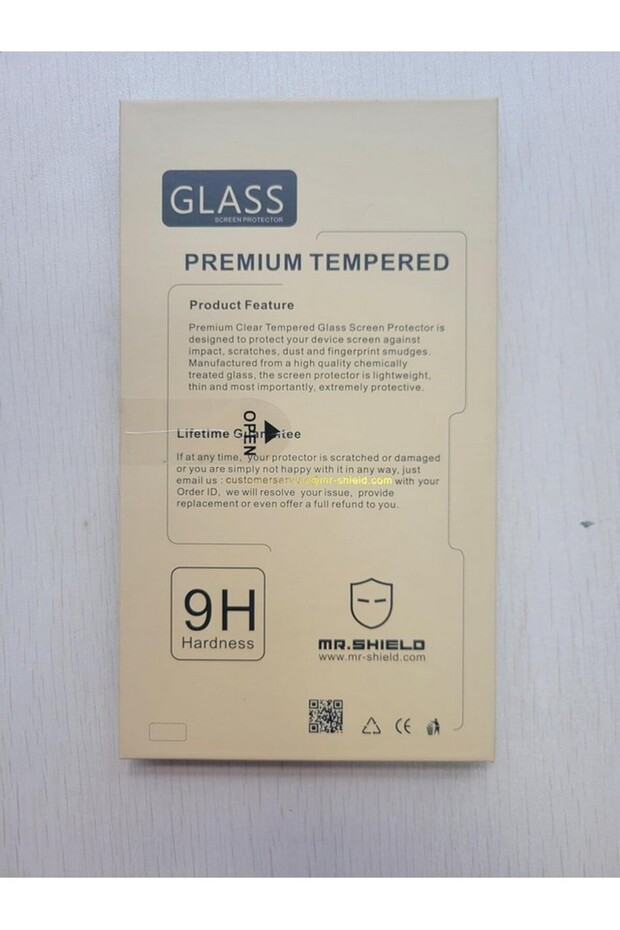 GLASS
SCREEN PROTECTOR
PREMIUM TEMPERED
Product Feature
Premium Clear Tempered Glass Screen Protector is
designed to protect your device screen against
impact, scratches, dust and fingerprint smudges.
Manufactured from a high quality chemically
treated glass, the screen protector is lightweight,
thin and most importantly, extremely protective.
OPEN
Lifetime Guarantee
If at any time, your protector is scratched or damaged
or you are simply not happy with it in any way, just
email us : customerservice@mr-shield.com with your
Order ID, we will resolve your issue, provide
replacement or even offer a full refund to you.
9H
Hardness
MR.SHIELD
www.mr-shield.com
CE